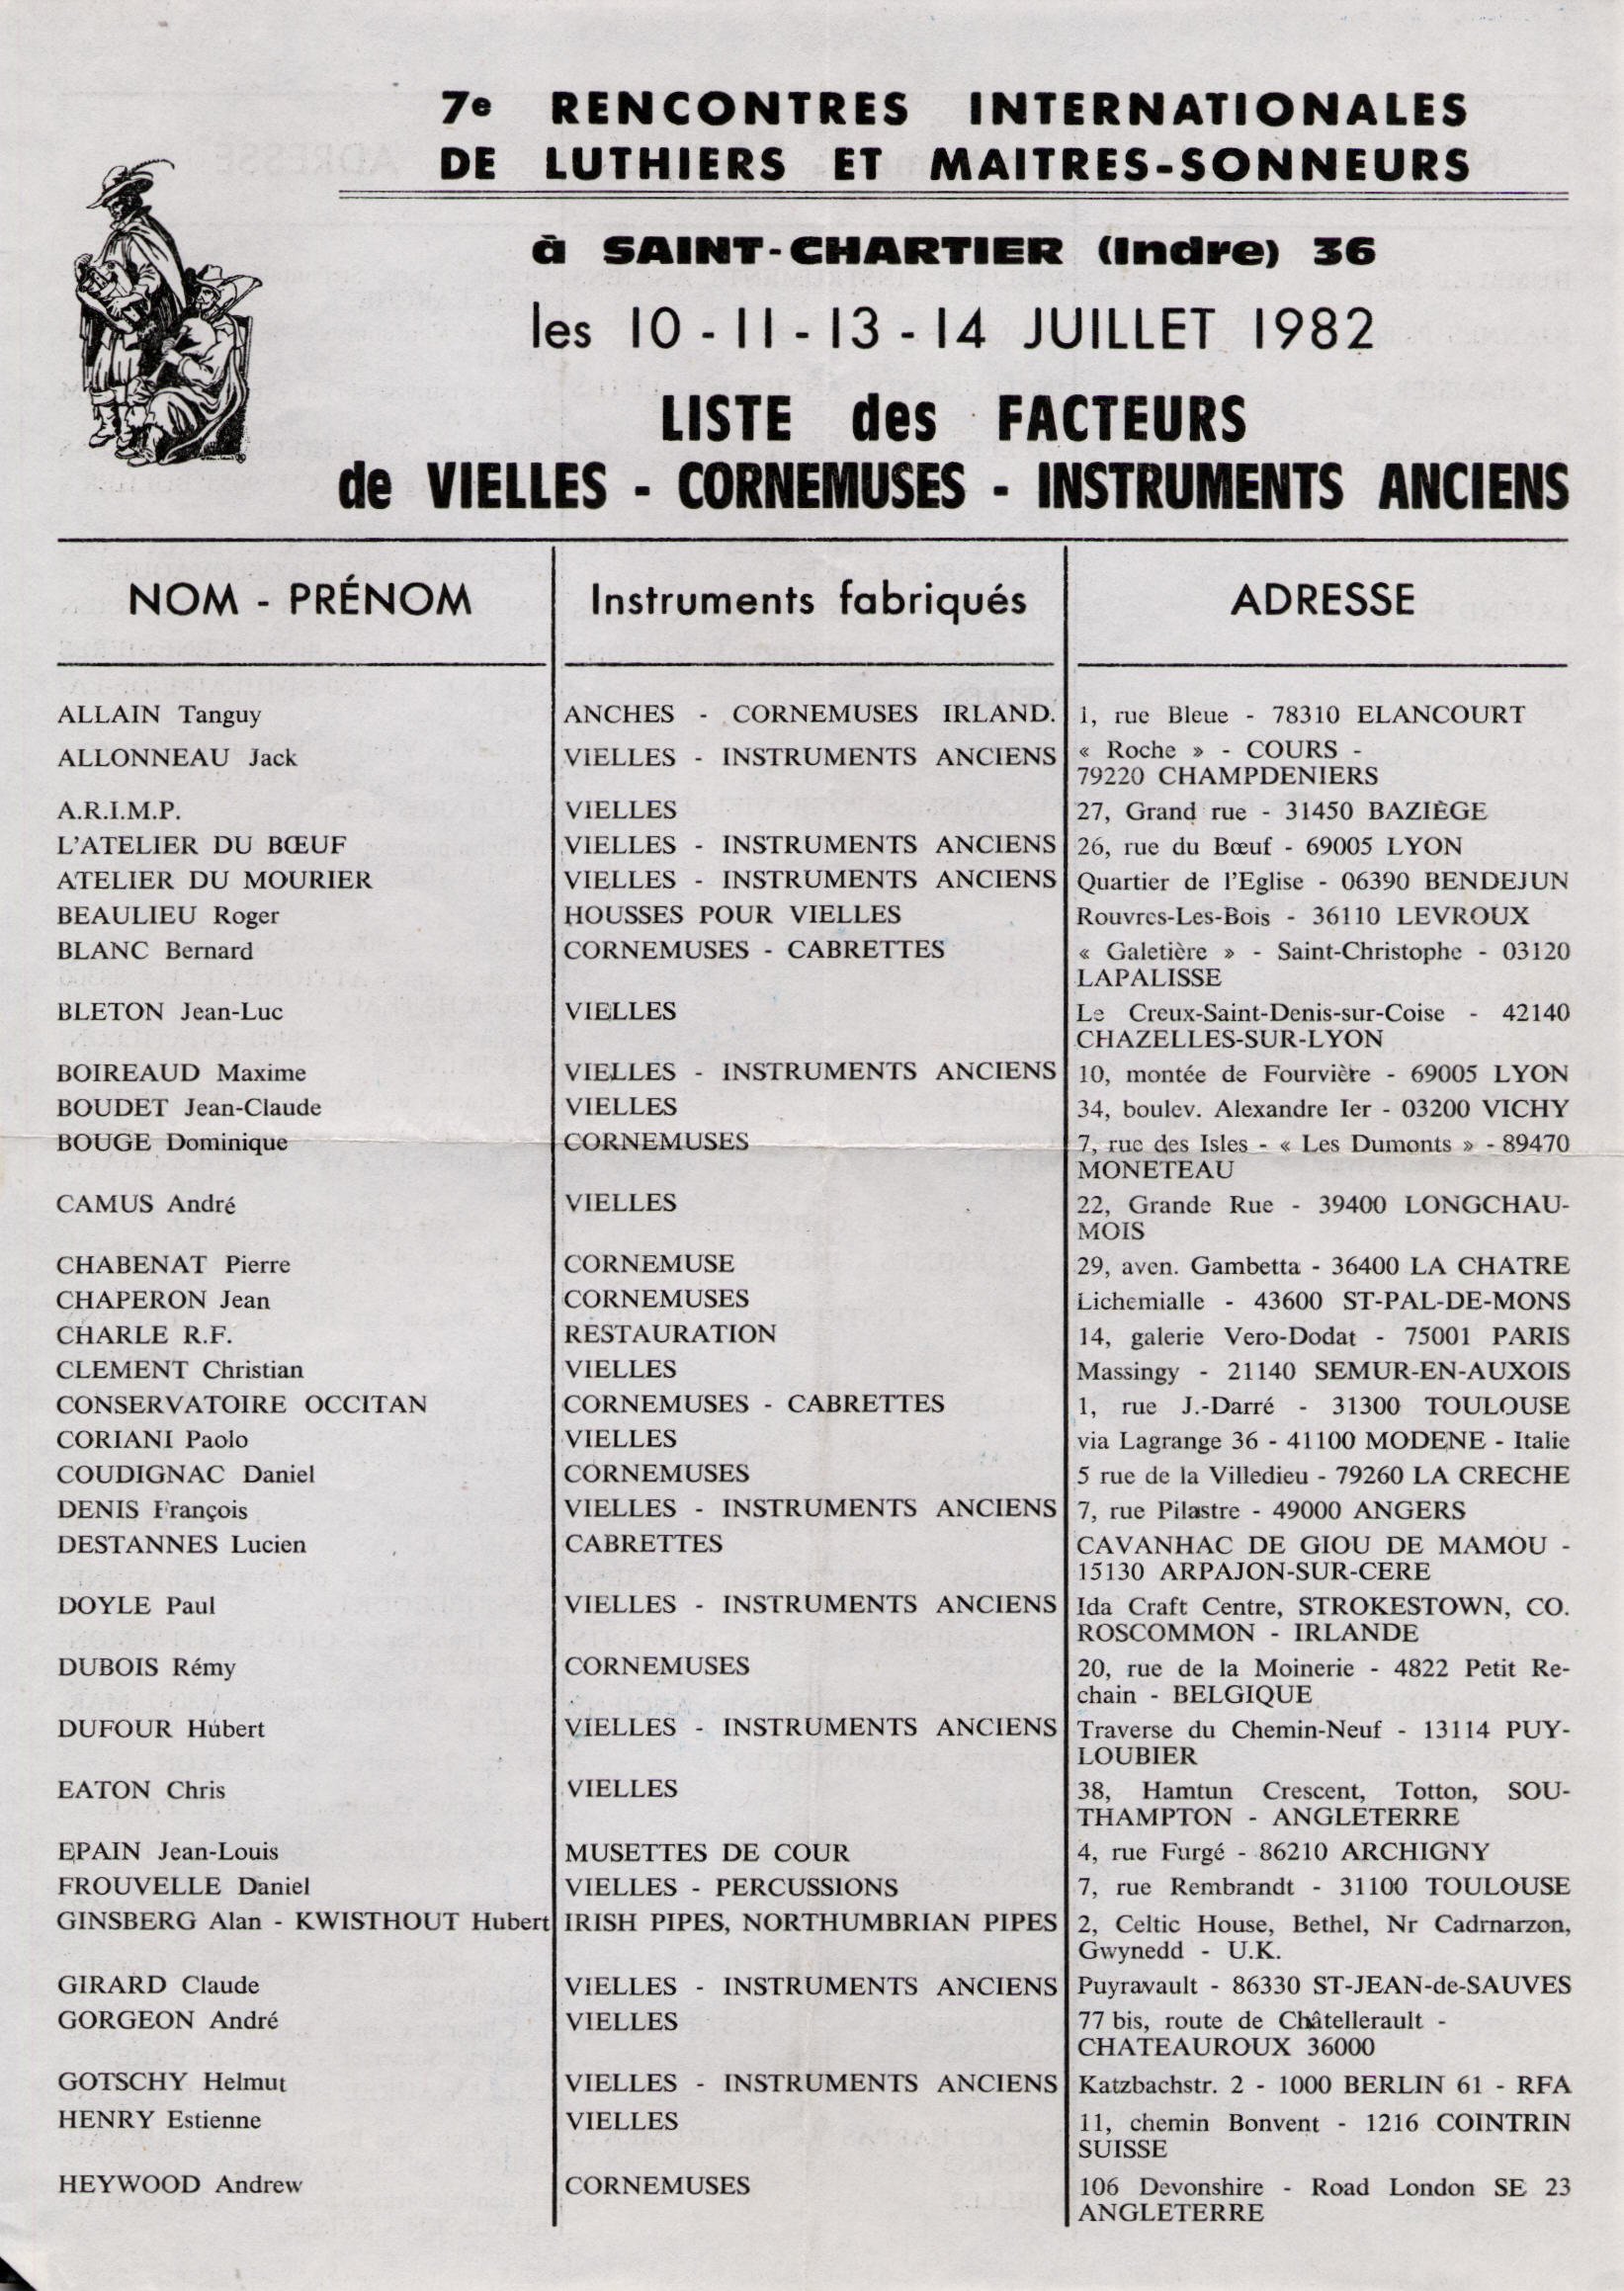 7e RENCONTRES INTERNATIONALES
DE LUTHIERS ET MAITRES-SONNEURS
à SAINT-CHARTIER (Indre) 36
les 10 - 11 - 13 - 14 JUILLET 1982
LISTE des FACTEURS
de VIELLES - CORNEMUSES - INSTRUMENTS ANCIENS
NOM - PRÉNOM Instruments fabriqués ADRESSE
ALLAIN Tanguy ANCHES - CORNEMUSES IRLAND. 1, rue Bleue - 78310 ELANCOURT
ALLONNEAU Jack VIELLES - INSTRUMENTS ANCIENS « Roche » - COURS -
79220 CHAMPDENIERS
A.R.I.M.P. VIELLES 27, Grand rue - 31450 BAZIÈGE
L'ATELIER DU BŒUF VIELLES - INSTRUMENTS ANCIENS 26, rue du Bœuf - 69005 LYON
ATELIER DU MOURIER VIELLES - INSTRUMENTS ANCIENS Quartier de l'Eglise - 06390 BENDEJUN
BEAULIEU Roger HOUSSES POUR VIELLES Rouvres-Les-Bois - 36110 LEVROUX
BLANC Bernard CORNEMUSES - CABRETTES « Galetière » - Saint-Christophe - 03120
LAPALISSE
BLETON Jean-Luc VIELLES Le Creux-Saint-Denis-sur-Coise - 42140
CHAZELLES-SUR-LYON
BOIREAUD Maxime VIELLES - INSTRUMENTS ANCIENS 10, montée de Fourvière - 69005 LYON
BOUDET Jean-Claude VIELLES 34, boulev. Alexandre Ier - 03200 VICHY
BOUGE Dominique CORNEMUSES 7, rue des Isles - « Les Dumonts » - 89470
MONETEAU
CAMUS André VIELLES 22, Grande Rue - 39400 LONGCHAU-
MOIS
CHABENAT Pierre CORNEMUSE 29, aven. Gambetta - 36400 LA CHATRE
CHAPERON Jean CORNEMUSES Lichemialle - 43600 ST-PAL-DE-MONS
CHARLE R.F. RESTAURATION 14, galerie Vero-Dodat - 75001 PARIS
CLEMENT Christian VIELLES Massingy - 21140 SEMUR-EN-AUXOIS
CONSERVATOIRE OCCITAN CORNEMUSES - CABRETTES 1, rue J.-Darré - 31300 TOULOUSE
CORIANI Paolo VIELLES via Lagrange 36 - 41100 MODENE - Italie
COUDIGNAC Daniel CORNEMUSES 5 rue de la Villedieu - 79260 LA CRECHE
DENIS François VIELLES - INSTRUMENTS ANCIENS 7, rue Pilastre - 49000 ANGERS
DESTANNES Lucien CABRETTES CAVANHAC DE GIOU DE MAMOU -
15130 ARPAJON-SUR-CERE
DOYLE Paul VIELLES - INSTRUMENTS ANCIENS Ida Craft Centre, STROKESTOWN, CO.
ROSCOMMON - IRLANDE
DUBOIS Rémy CORNEMUSES 20, rue de la Moinerie - 4822 Petit Re-
chain - BELGIQUE
DUFOUR Hubert VIELLES - INSTRUMENTS ANCIENS Traverse du Chemin-Neuf - 13114 PUY-
LOUBIER
EATON Chris VIELLES 38, Hamtun Crescent, Totton, SOU-
THAMPTON - ANGLETERRE
EPAIN Jean-Louis MUSETTES DE COUR 4, rue Furgé - 86210 ARCHIGNY
FROUVELLE Daniel VIELLES - PERCUSSIONS 7, rue Rembrandt - 31100 TOULOUSE
GINSBERG Alan - KWISTHOUT Hubert IRISH PIPES, NORTHUMBRIAN PIPES 2, Celtic House, Bethel, Nr Cadrnarzon,
Gwynedd - U.K.
GIRARD Claude VIELLES - INSTRUMENTS ANCIENS Puyravault - 86330 ST-JEAN-de-SAUVES
GORGEON André VIELLES 77 bis, route de Châtellerault -
CHATEAUROUX 36000
GOTSCHY Helmut VIELLES - INSTRUMENTS ANCIENS Katzbachstr. 2 - 1000 BERLIN 61 - RFA
HENRY Estienne VIELLES 11, chemin Bonvent - 1216 COINTRIN
SUISSE
HEYWOOD Andrew CORNEMUSES 106 Devonshire - Road London SE 23
ANGLETERRE